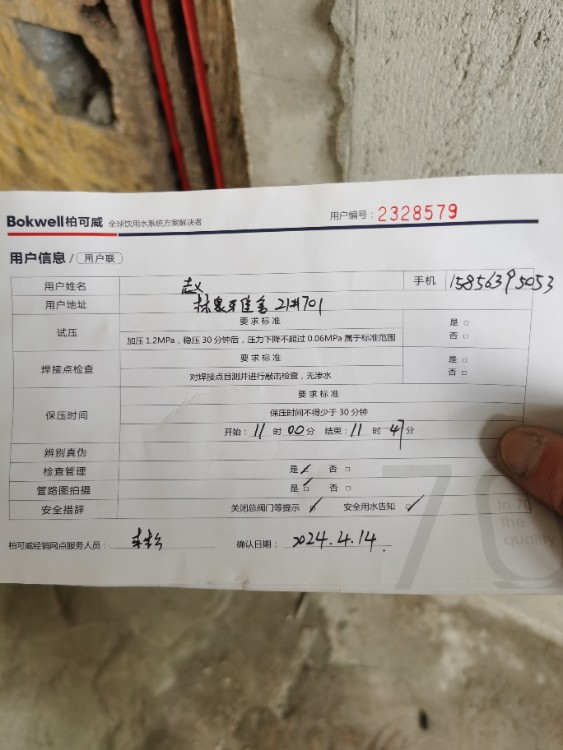 Bokwell柏可威 全球饮用水系统方案解决者 用户编号：2328579
用户信息/ 用户联
用户姓名 赵 手机 15856395053
用户地址 21#701
试压 要求标准 是 □
加压1.2MPa，稳压30分钟后，压力下降不超过0.06MPa属于标准范围 否 □
焊接点检查 要求标准 是 □
对焊接点目测并进行敲击检查，无渗水 否 □
要求标准
保压时间 保压时间不得少于30分钟
开始：11 时 00 分 结束：11 时 47 分
辨别真伪
检查管理 是 ✓ 否 □
管路图拍摄 是 ✓ 否 □
安全措辞 关闭总阀门等提示 ✓ 安全用水告知 ✓
柏可威经销网点服务人员： 确认日期：2024.4.14.
70
In 70
the
quality